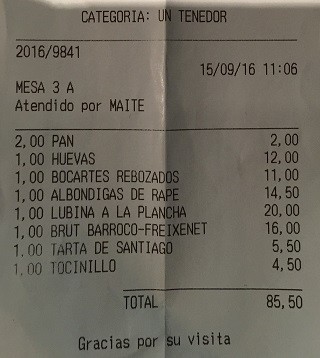 CATEGORIA: UN TENEDOR
2016/9841
15/09/16 11:06
MESA 3 A
Atendido por MAITE
2,00 PAN 2,00
1,00 HUEVAS 12,00
1,00 BOCARTES REBOZADOS 11,00
1,00 ALBONDIGAS DE RAPE 14,50
1,00 LUBINA A LA PLANCHA 20,00
1,00 BRUT BARROCO-FREIXENET 16,00
1,00 TARTA DE SANTIAGO 5,50
1,00 TOCINILLO 4,50
TOTAL 85,50
Gracias por su visita